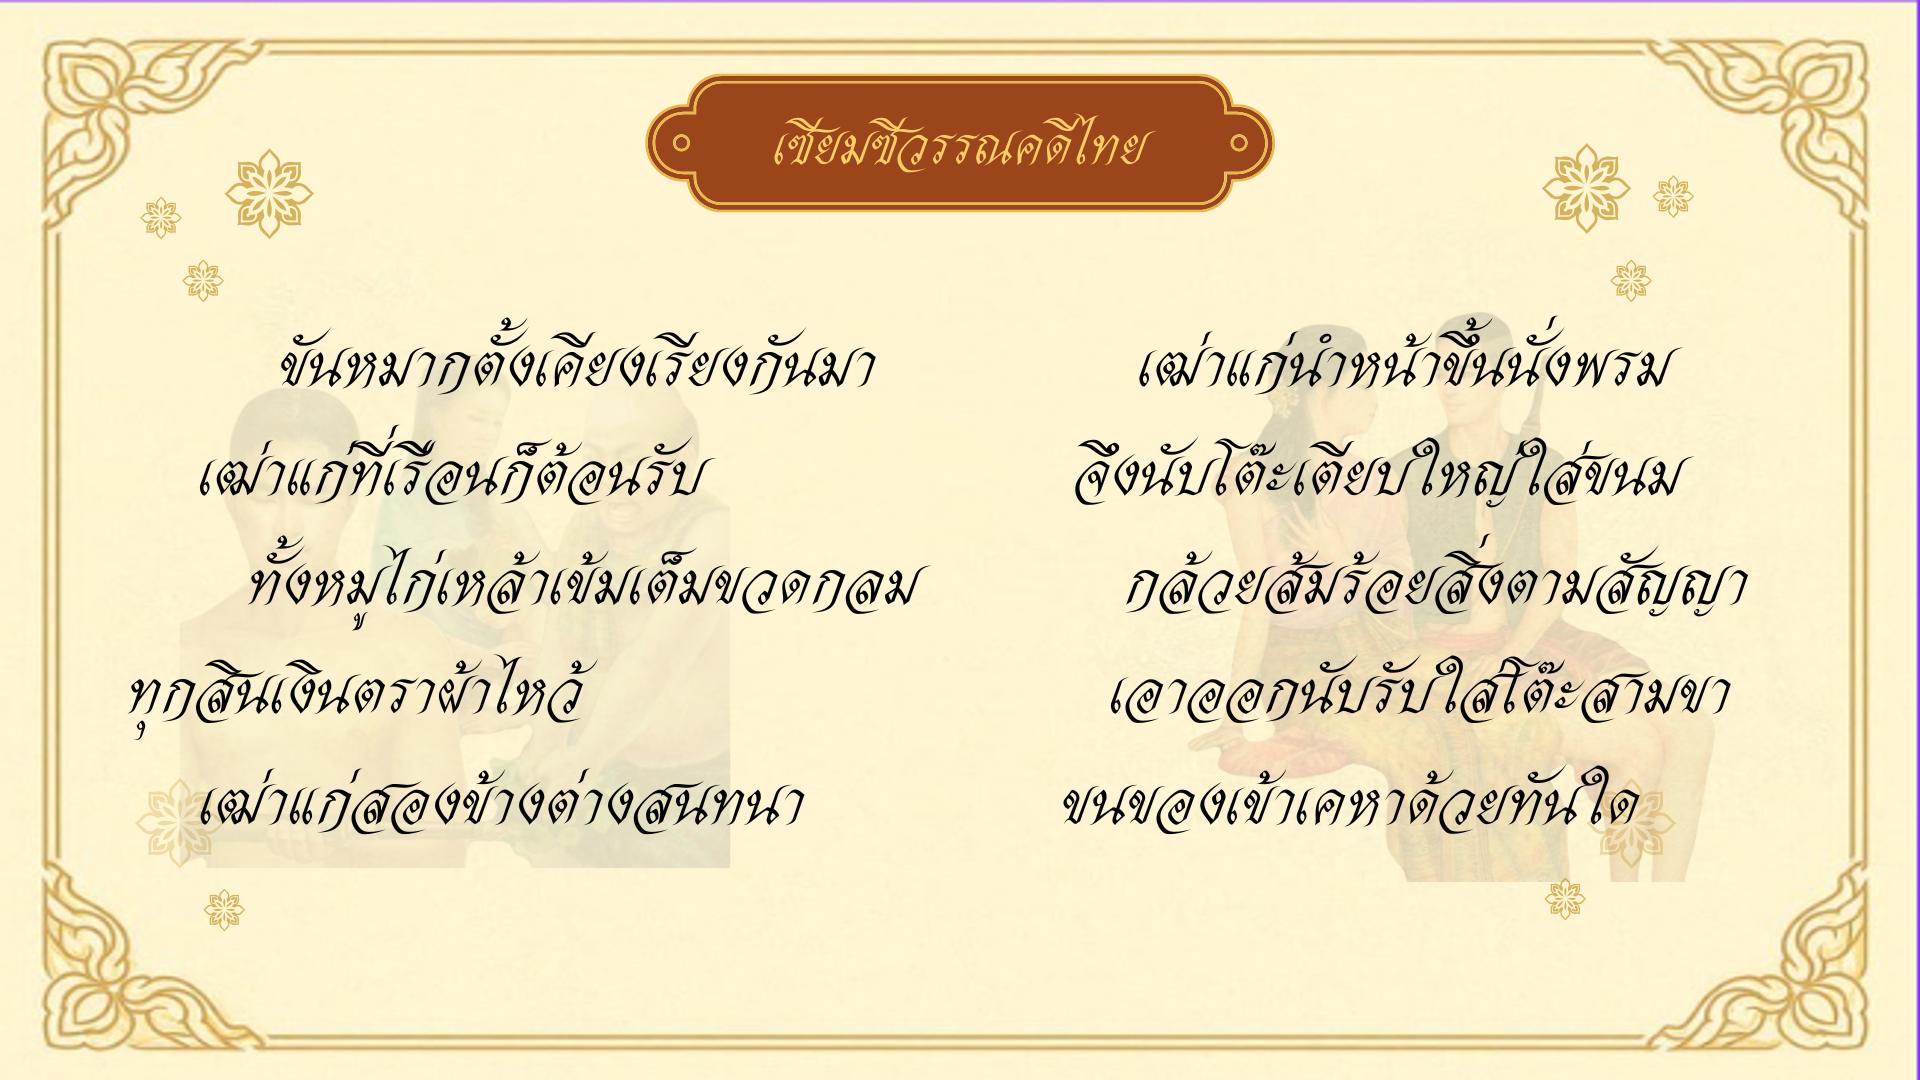 เซียมซีวรรณคดีไทย
ขันหมากตั้งเคียงเรียงกันมา
เฒ่าแก่นำหน้าขึ้นนั่งพรม
เฒ่าแก่ที่เรือนก็ต้อนรับ
จึงนับโต๊ะเตียบใหญ่ใส่ขนม
ทั้งหมูไก่เหล้าเข้มเต็มขวดกลม
กล้วยส้มร้อยสิ่งตามสัญญา
ทุกสินเงินตราผ้าไหว้
เอาออกนับรับใส่โต๊ะสามขา
เฒ่าแก่สองข้างต่างสนทนา
ขนของเข้าเคหาด้วยทันใด